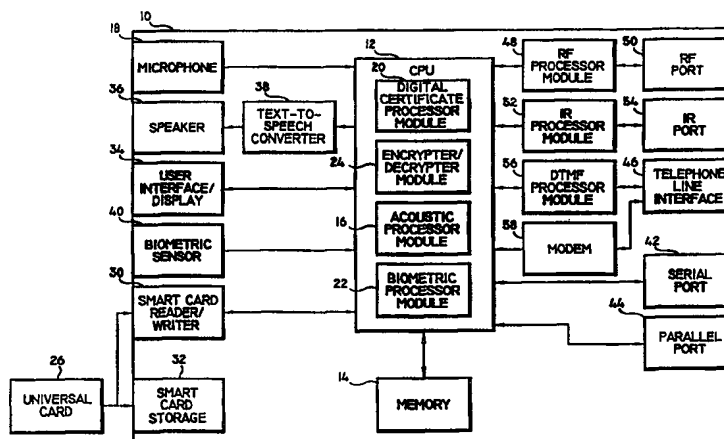 10
18
MICROPHONE
36
SPEAKER
38
TEXT-TO-
SPEECH
CONVERTER
34
USER
INTERFACE/
DISPLAY
40
BIOMETRIC
SENSOR
30
SMART CARD
READER/
WRITER
26
UNIVERSAL
CARD
32
SMART
CARD
STORAGE
12
CPU
20
DIGITAL
CERTIFICATE
PROCESSOR
MODULE
24
ENCRYPTER/
DECRYPTER
MODULE
16
ACOUSTIC
PROCESSOR
MODULE
22
BIOMETRIC
PROCESSOR
MODULE
14
MEMORY
48
RF
PROCESSOR
MODULE
50
RF
PORT
52
IR
PROCESSOR
MODULE
54
IR
PORT
56
DTMF
PROCESSOR
MODULE
46
TELEPHONE
LINE
INTERFACE
58
MODEM
42
SERIAL
PORT
44
PARALLEL
PORT